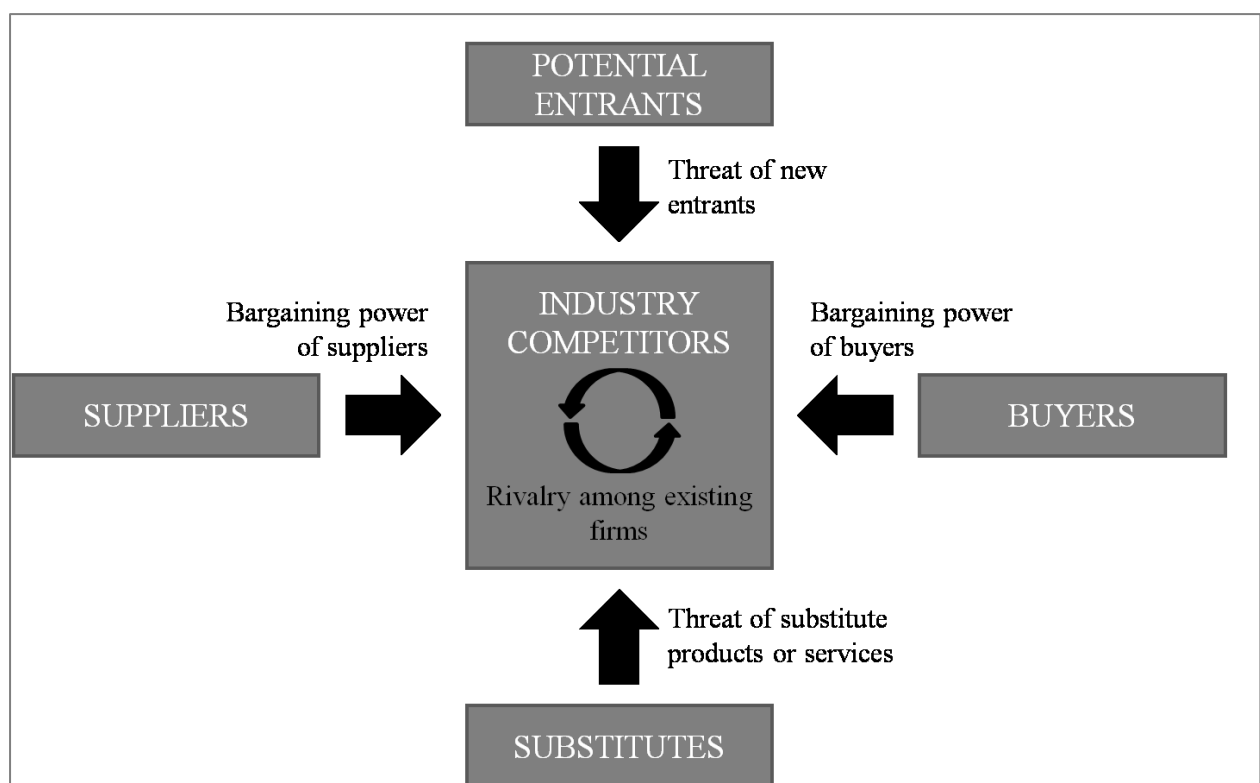 POTENTIAL
ENTRANTS
Threat of new
entrants
Bargaining power
of suppliers
INDUSTRY
COMPETITORS
Bargaining power
of buyers
SUPPLIERS
BUYERS
Rivalry among existing
firms
Threat of substitute
products or services
SUBSTITUTES